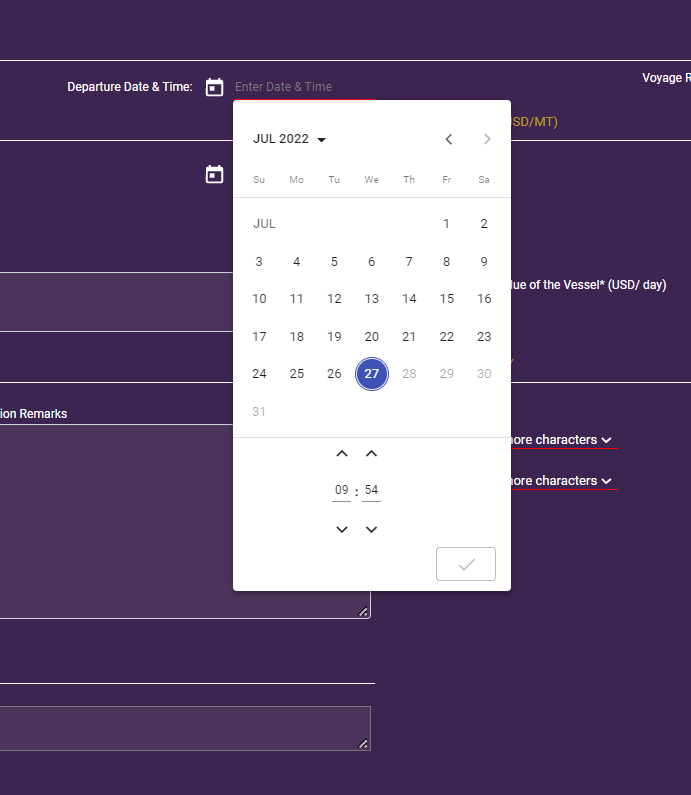 Departure Date & Time: Enter Date & Time
Voyage R
SD/MT)
JUL 2022
Su Mo Tu We Th Fr Sa
JUL 1 2
3 4 5 6 7 8 9
10 11 12 13 14 15 16
17 18 19 20 21 22 23
24 25 26 27 28 29 30
31
09 : 54
lue of the Vessel* (USD/ day)
ion Remarks
ore characters
ore characters